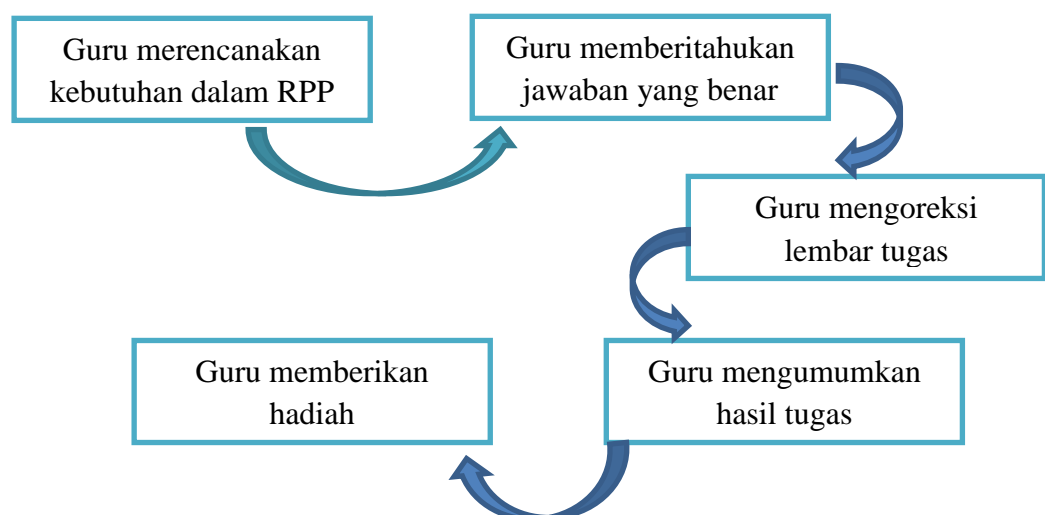 Guru merencanakan
kebutuhan dalam RPP
Guru memberitahukan
jawaban yang benar
Guru mengoreksi
lembar tugas
Guru mengumumkan
hasil tugas
Guru memberikan
hadiah